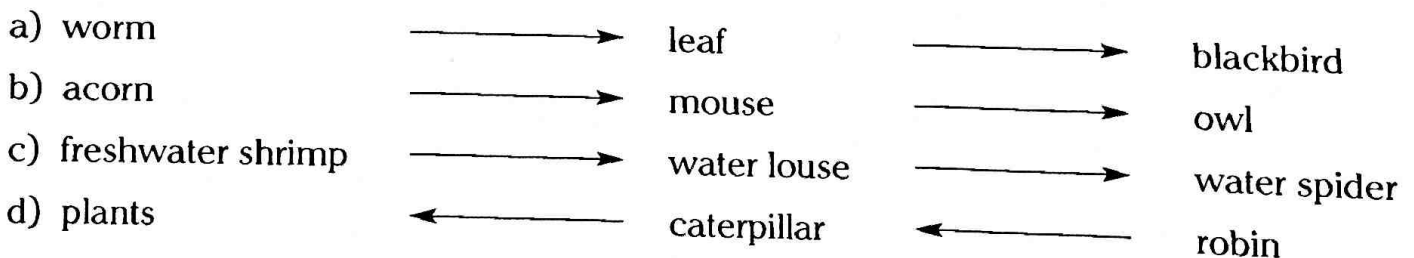 a) worm leaf blackbird
b) acorn mouse owl
c) freshwater shrimp water louse water spider
d) plants caterpillar robin